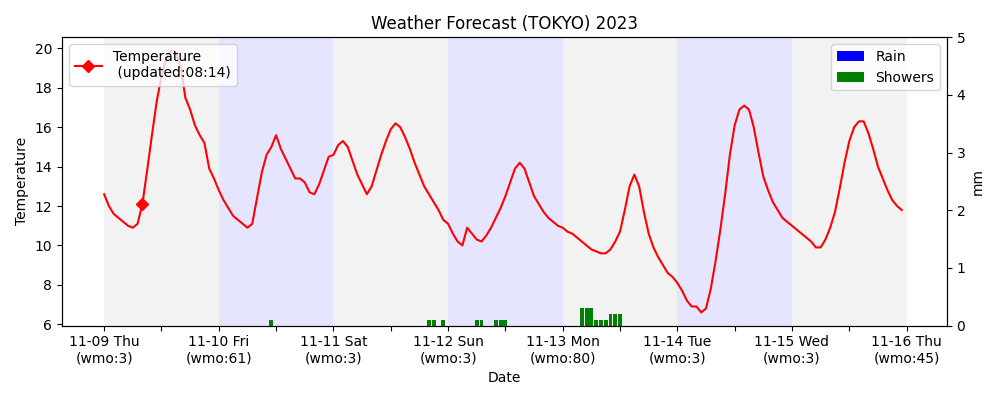 Weather Forecast (TOKYO) 2023
Temperature
(updated:08:14)
Rain
Showers
20
18
16
14
12
10
8
6
Temperature
5
4
3
2
1
0
mm
11-09 Thu
(wmo:3)
11-10 Fri
(wmo:61)
11-11 Sat
(wmo:3)
11-12 Sun
(wmo:3)
11-13 Mon
(wmo:80)
11-14 Tue
(wmo:3)
11-15 Wed
(wmo:3)
11-16 Thu
(wmo:45)
Date